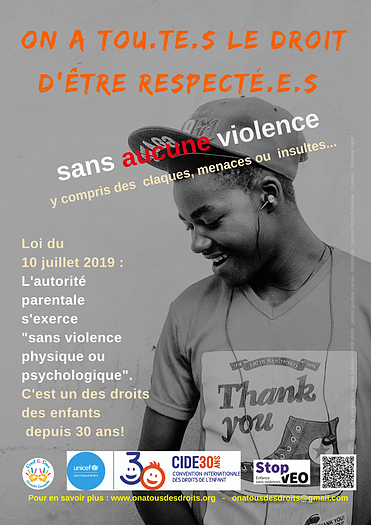 ON A TOU.TE.S LE DROIT
D'ÊTRE RESPECTÉ.E.S
sans aucune violence
y compris des claques, menaces ou insultes...
Loi du
10 juillet 2019 :
L'autorité
parentale
s'exerce
"sans violence
physique ou
psychologique".
C'est un des droits
des enfants
depuis 30 ans!
Thank
you
unicef
30
CIDE30 ANS
CONVENTION INTERNATIONALE
DES DROITS DE L'ENFANT
Stop
VEO
Enfance
sans violences
Pour en savoir plus : www.onatousdesdroits.org - onatousdesdroits@gmail.com